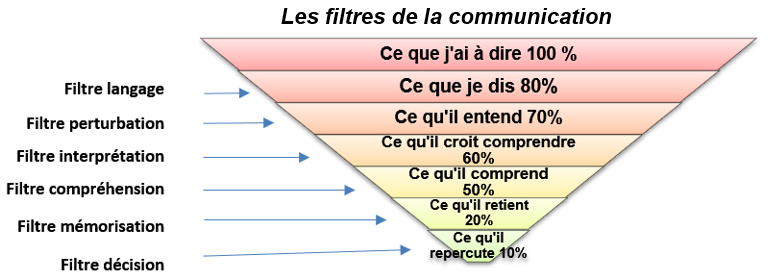 Les filtres de la communication
Ce que j'ai à dire 100 %
Filtre langage
Ce que je dis 80%
Filtre perturbation
Ce qu'il entend 70%
Filtre interprétation
Ce qu'il croit comprendre
60%
Filtre compréhension
Ce qu'il comprend
50%
Filtre mémorisation
Ce qu'il retient
20%
Filtre décision
Ce qu'il
repercute 10%